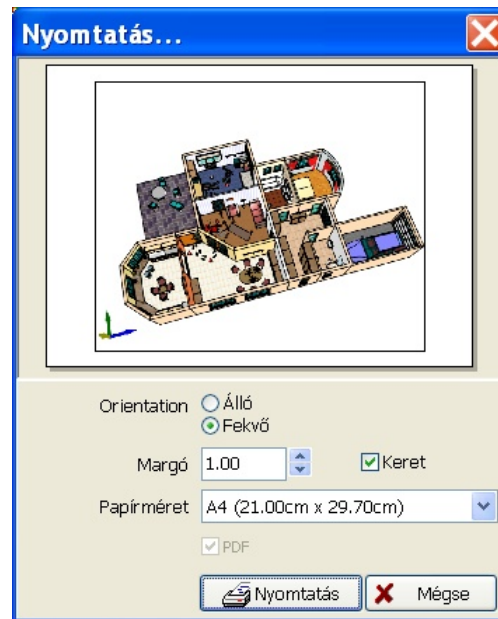 Nyomtatás...
Orientation Álló
Fekvő
Margó 1.00 Keret
Papírméret A4 (21.00cm x 29.70cm)
PDF
Nyomtatás Mégse